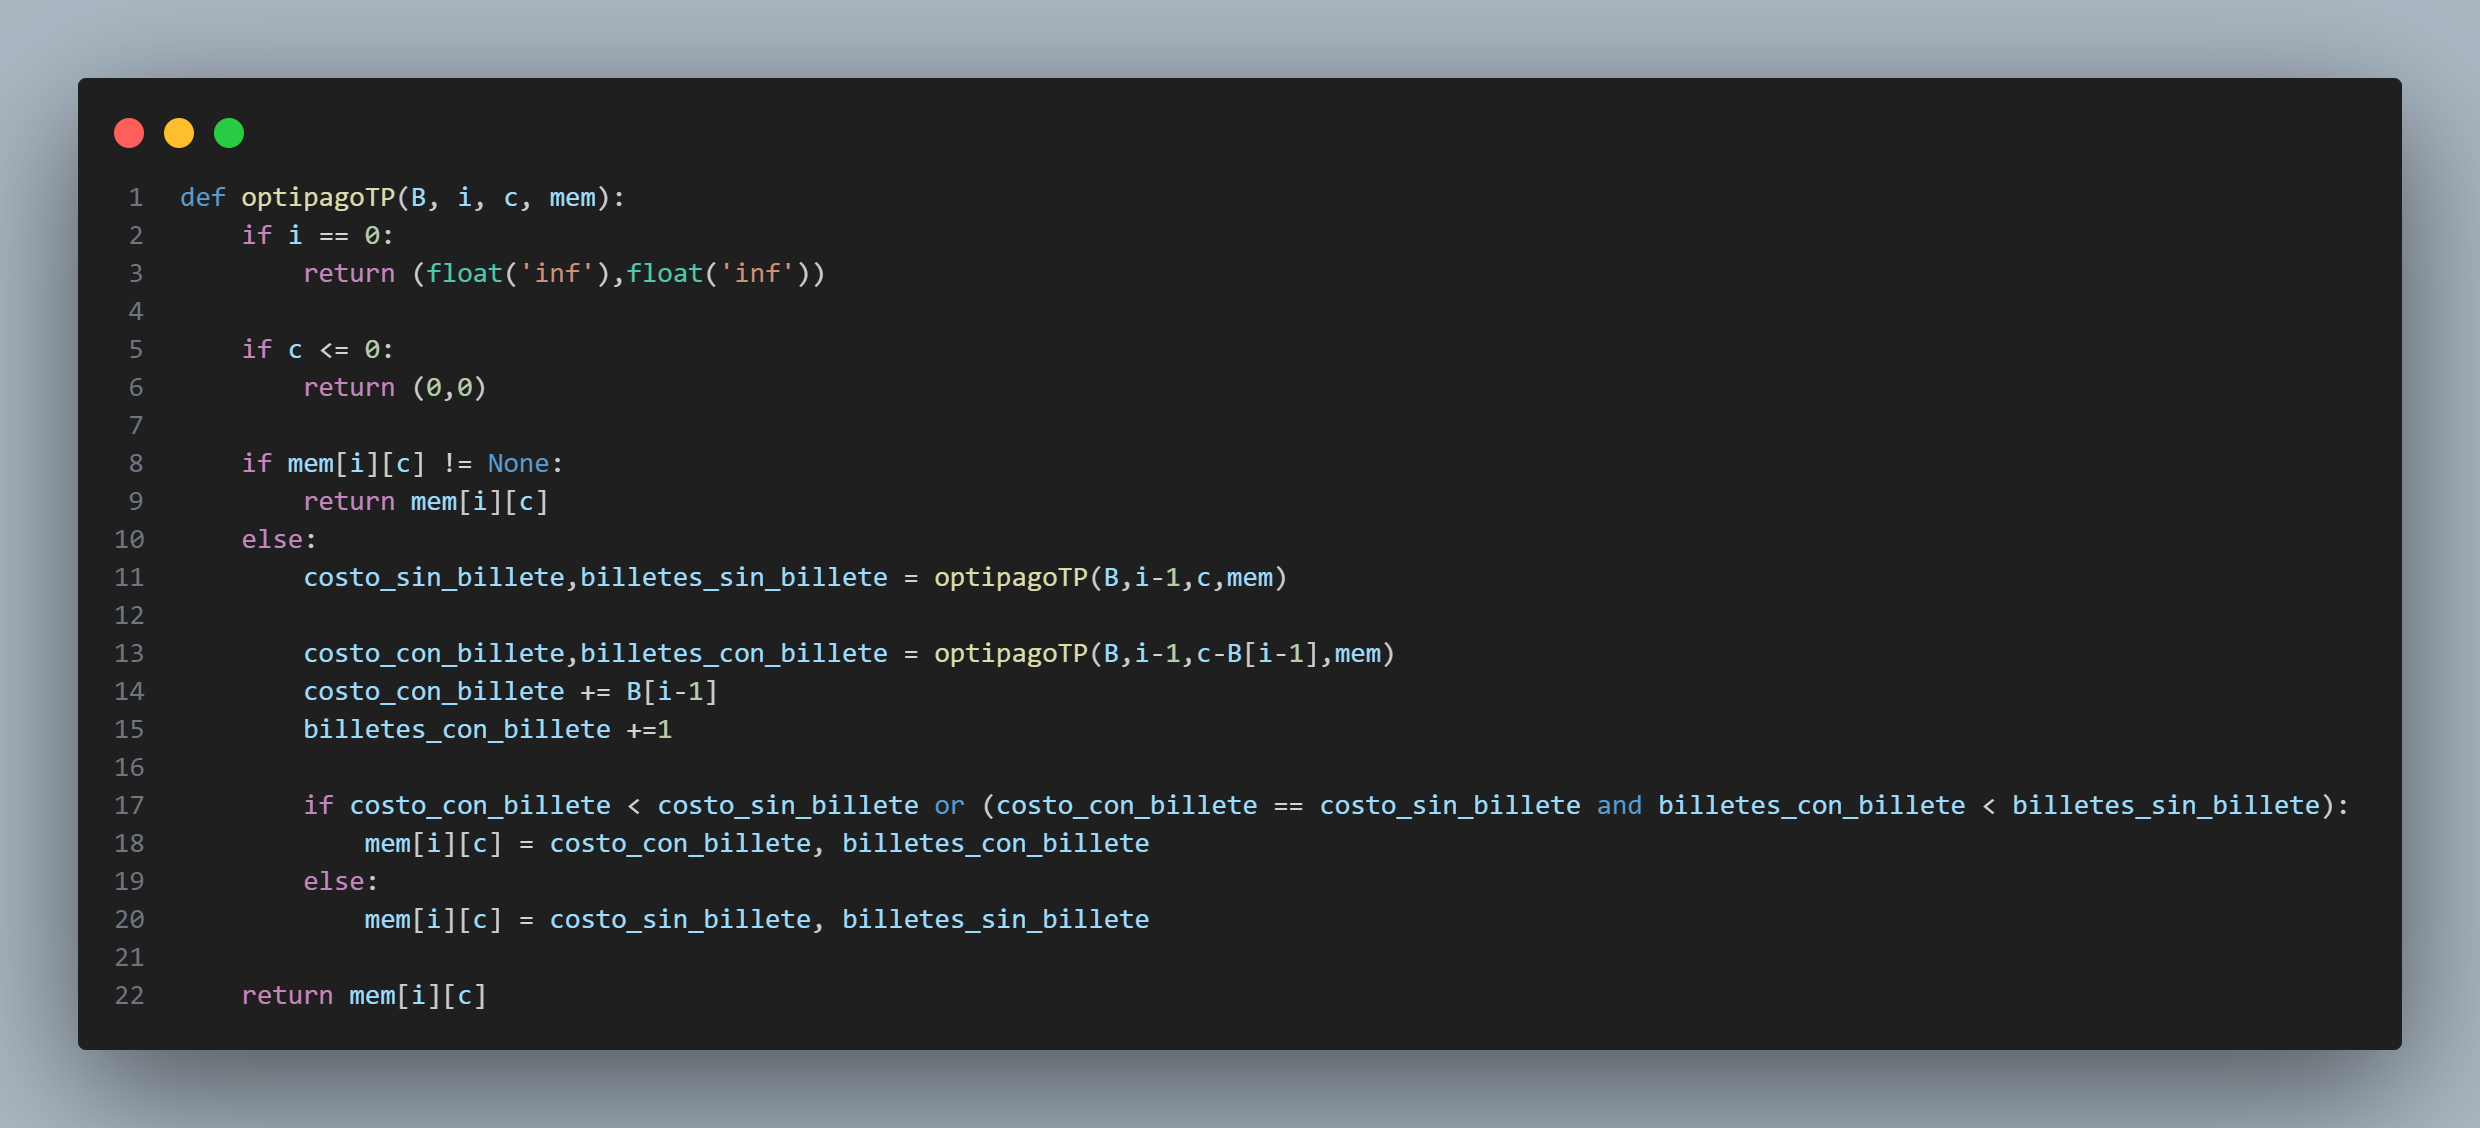 1 def optipagoTP(B, i, c, mem):
2     if i == 0:
3         return (float('inf'),float('inf'))
4
5     if c <= 0:
6         return (0,0)
7
8     if mem[i][c] != None:
9         return mem[i][c]
10     else:
11         costo_sin_billete,billetes_sin_billete = optipagoTP(B,i-1,c,mem)
12
13         costo_con_billete,billetes_con_billete = optipagoTP(B,i-1,c-B[i-1],mem)
14         costo_con_billete += B[i-1]
15         billetes_con_billete +=1
16
17         if costo_con_billete < costo_sin_billete or (costo_con_billete == costo_sin_billete and billetes_con_billete < billetes_sin_billete):
18             mem[i][c] = costo_con_billete, billetes_con_billete
19         else:
20             mem[i][c] = costo_sin_billete, billetes_sin_billete
21
22     return mem[i][c]